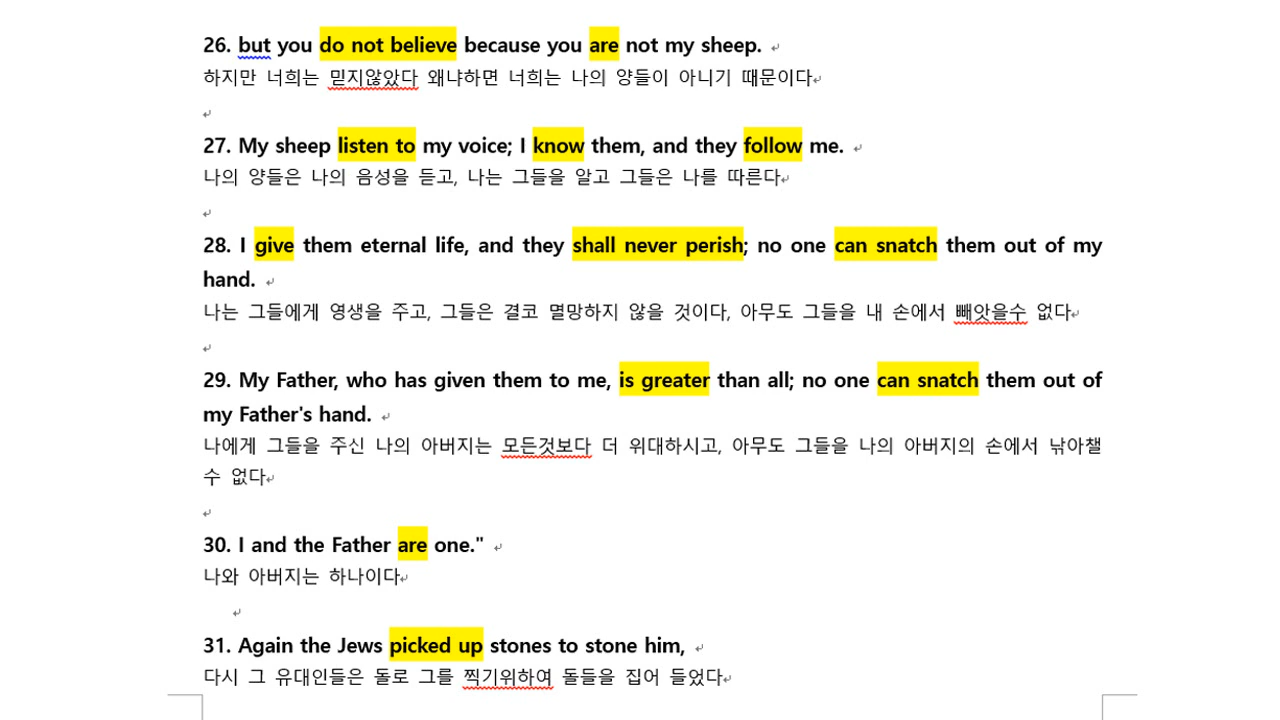 26. but you do not believe because you are not my sheep.
하지만 너희는 믿지않았다 왜냐하면 너희는 나의 양들이 아니기 때문이다
27. My sheep listen to my voice; I know them, and they follow me.
나의 양들은 나의 음성을 듣고, 나는 그들을 알고 그들은 나를 따른다
28. I give them eternal life, and they shall never perish; no one can snatch them out of my
hand.
나는 그들에게 영생을 주고, 그들은 결코 멸망하지 않을 것이다, 아무도 그들을 내 손에서 빼앗을수 없다
29. My Father, who has given them to me, is greater than all; no one can snatch them out of
my Father's hand.
나에게 그들을 주신 나의 아버지는 모든것보다 더 위대하시고, 아무도 그들을 나의 아버지의 손에서 낚아챌
수 없다
30. I and the Father are one."
나와 아버지는 하나이다
31. Again the Jews picked up stones to stone him,
다시 그 유대인들은 돌로 그를 찍기위하여 돌들을 집어 들었다